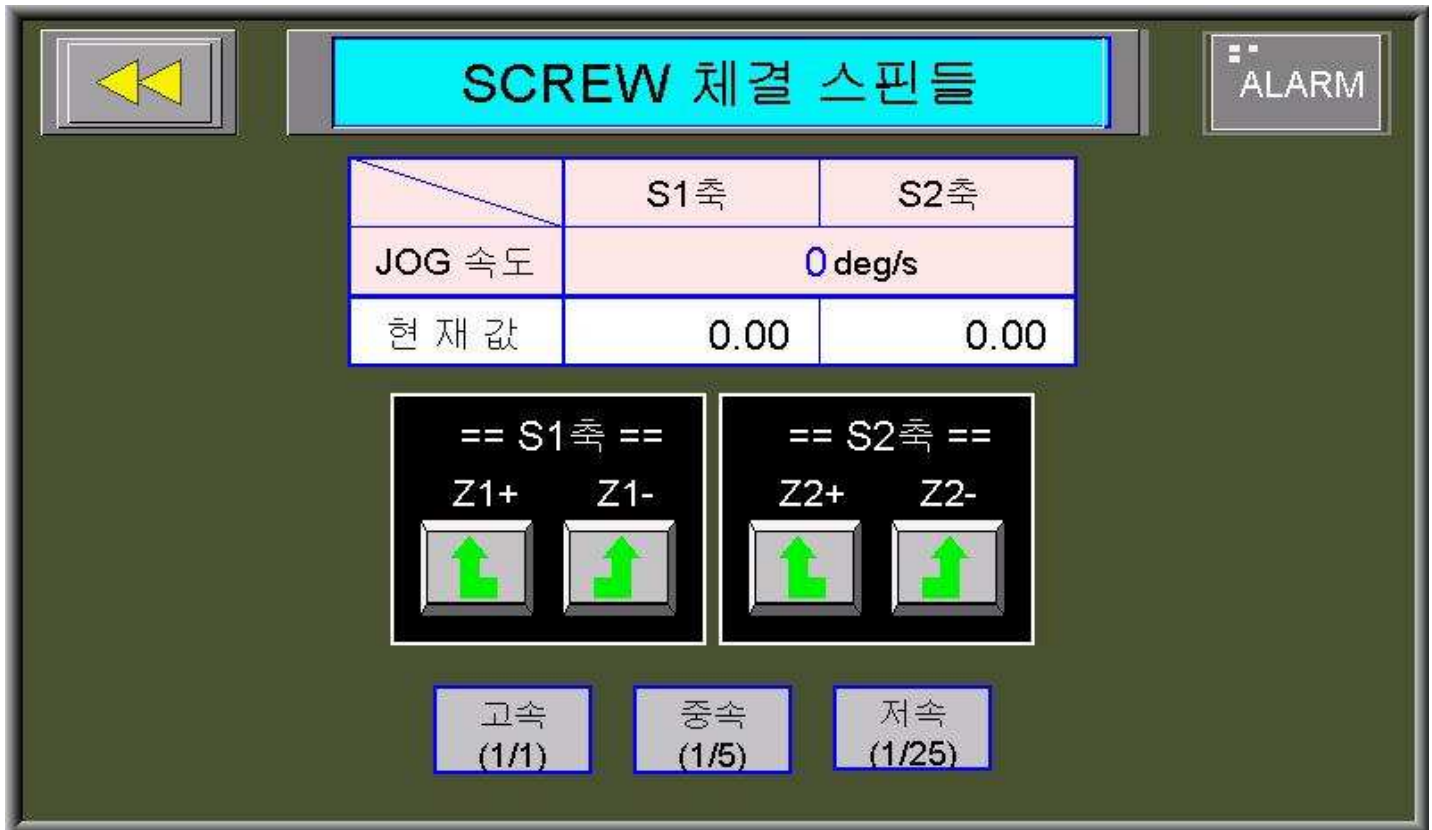 SCREW 체결 스핀들
ALARM
S1축 S2축
JOG 속도 0 deg/s
현 재 값 0.00 0.00
== S1축 == == S2축 ==
Z1+ Z1- Z2+ Z2-
고속 중속 저속
(1/1) (1/5) (1/25)